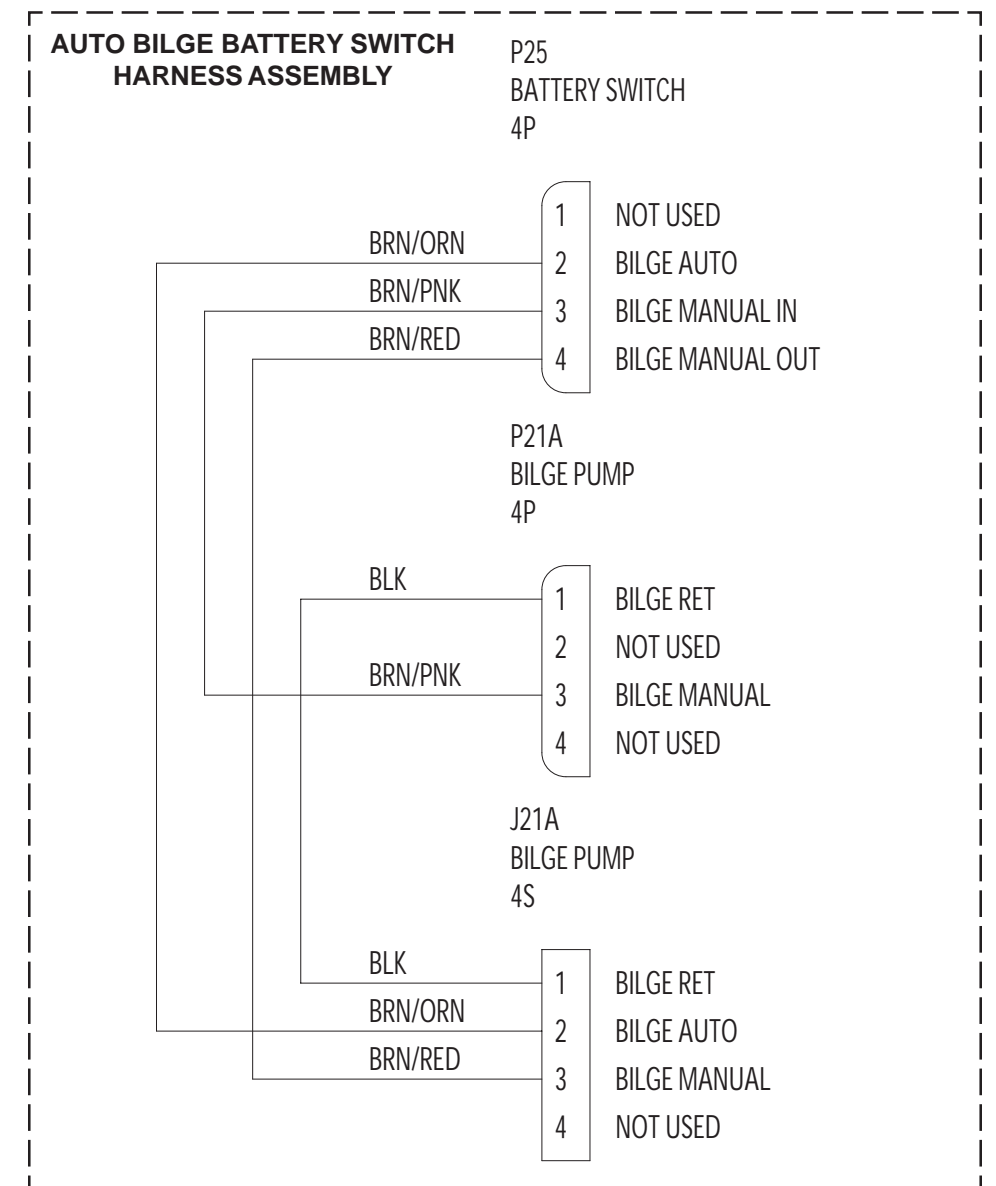 AUTO BILGE BATTERY SWITCH
HARNESS ASSEMBLY
P25
BATTERY SWITCH
4P
1 NOT USED
BRN/ORN 2 BILGE AUTO
BRN/PNK 3 BILGE MANUAL IN
BRN/RED 4 BILGE MANUAL OUT
P21A
BILGE PUMP
4P
BLK 1 BILGE RET
2 NOT USED
BRN/PNK 3 BILGE MANUAL
4 NOT USED
J21A
BILGE PUMP
4S
BLK 1 BILGE RET
BRN/ORN 2 BILGE AUTO
BRN/RED 3 BILGE MANUAL
4 NOT USED